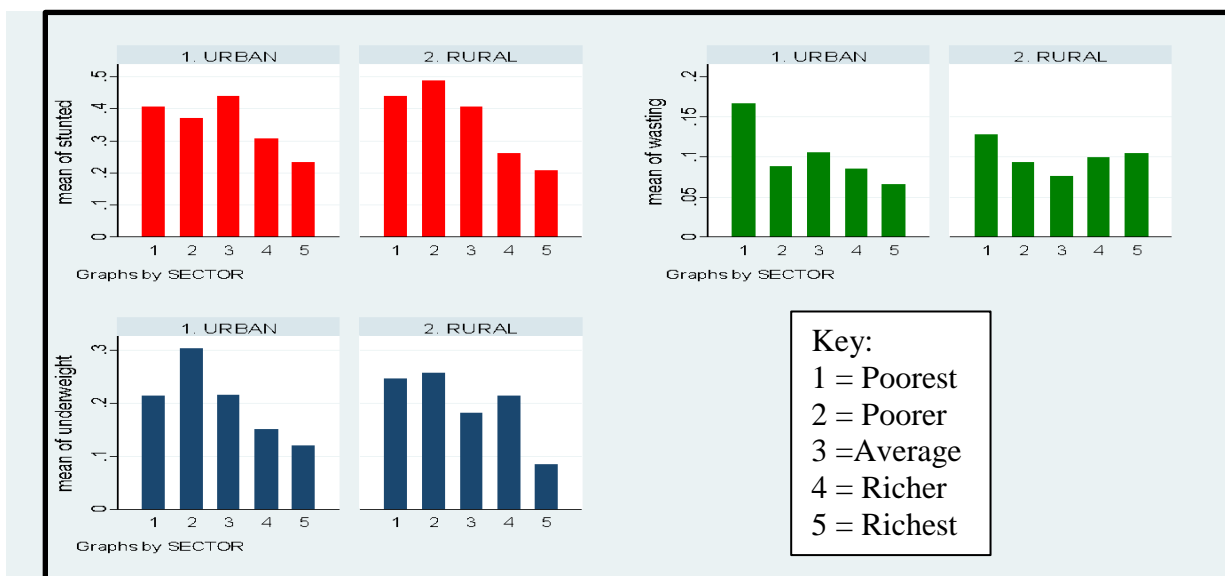 1. URBAN
2. RURAL
mean of stunted
0
.1
.2
.3
.4
.5
1 2 3 4 5
1 2 3 4 5
Graphs by SECTOR
1. URBAN
2. RURAL
mean of wasting
0
.05
.1
.15
.2
1 2 3 4 5
1 2 3 4 5
Graphs by SECTOR
1. URBAN
2. RURAL
mean of underweight
0
.1
.2
.3
1 2 3 4 5
1 2 3 4 5
Graphs by SECTOR
Key:
1 = Poorest
2 = Poorer
3 =Average
4 = Richer
5 = Richest